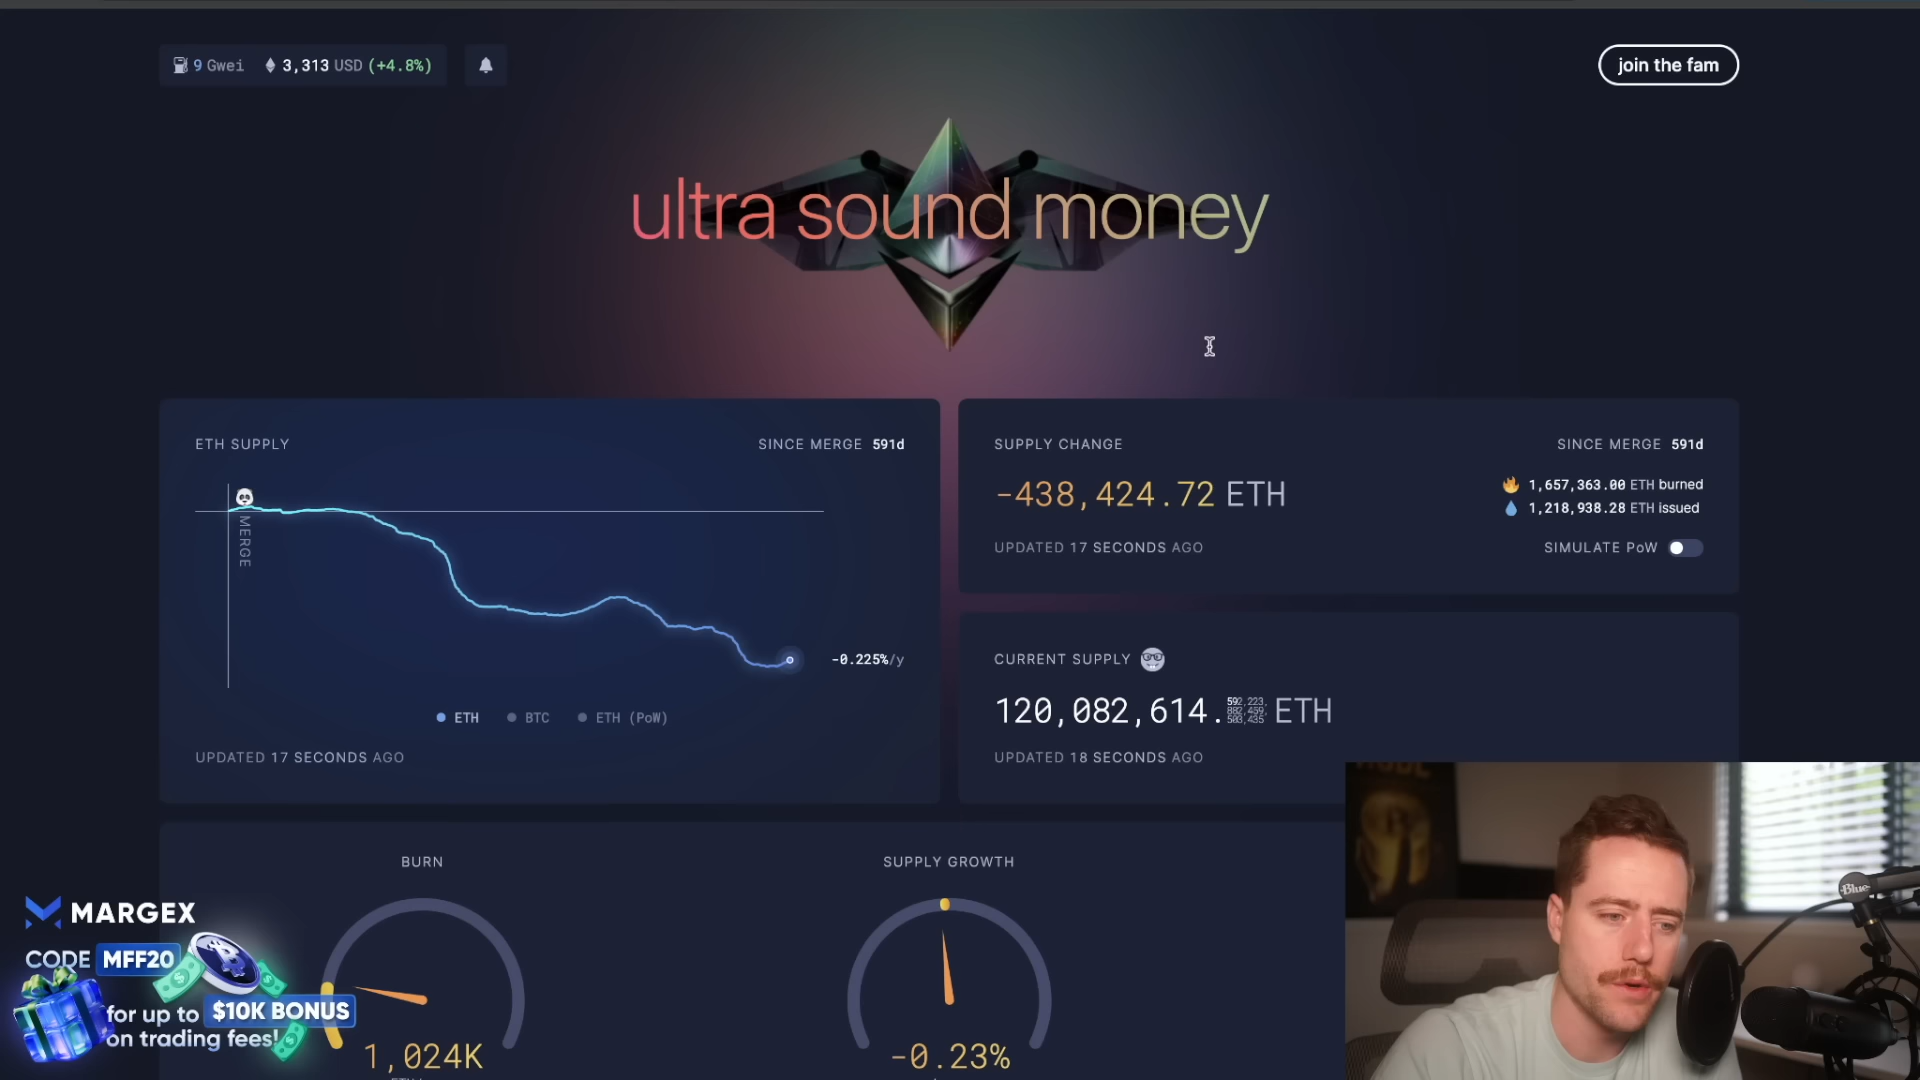 9 Gwei 3,313 USD (+4.8%)
join the fam
ultra sound money
ETH SUPPLY
SINCE MERGE 591d
MERGE
-0.225%/y
ETH BTC ETH (PoW)
UPDATED 17 SECONDS AGO
SUPPLY CHANGE
SINCE MERGE 591d
-438,424.72 ETH
1,657,363.00 ETH burned
1,218,938.28 ETH issued
UPDATED 17 SECONDS AGO
SIMULATE PoW
CURRENT SUPPLY
120,082,614. ETH
UPDATED 18 SECONDS AGO
BURN
1,024K
SUPPLY GROWTH
-0.23%
MARGEX
CODE MFF20
for up to $10K BONUS
on trading fees!
Blue